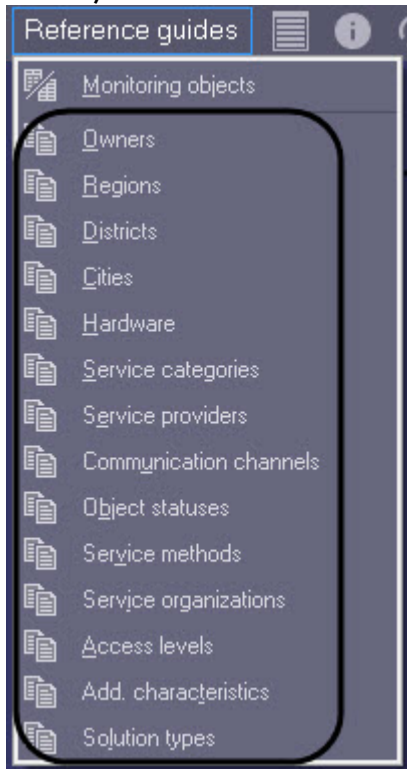 Reference guides
Monitoring objects
Owners
Regions
Districts
Cities
Hardware
Service categories
Service providers
Communication channels
Object statuses
Service methods
Service organizations
Access levels
Add. characteristics
Solution types